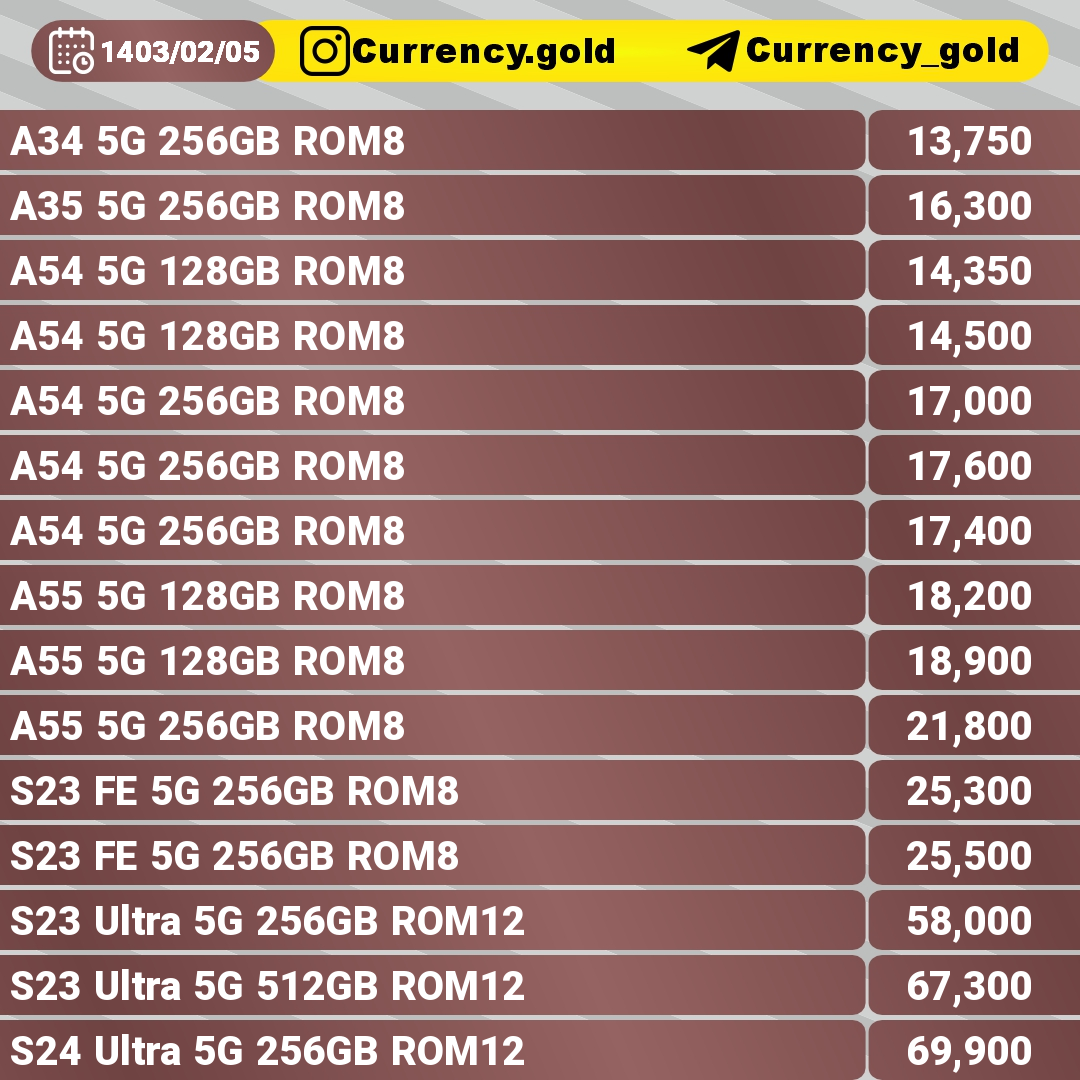 1403/02/05 Currency.gold Currency_gold
A34 5G 256GB ROM8 13,750
A35 5G 256GB ROM8 16,300
A54 5G 128GB ROM8 14,350
A54 5G 128GB ROM8 14,500
A54 5G 256GB ROM8 17,000
A54 5G 256GB ROM8 17,600
A54 5G 256GB ROM8 17,400
A55 5G 128GB ROM8 18,200
A55 5G 128GB ROM8 18,900
A55 5G 256GB ROM8 21,800
S23 FE 5G 256GB ROM8 25,300
S23 FE 5G 256GB ROM8 25,500
S23 Ultra 5G 256GB ROM12 58,000
S23 Ultra 5G 512GB ROM12 67,300
S24 Ultra 5G 256GB ROM12 69,900